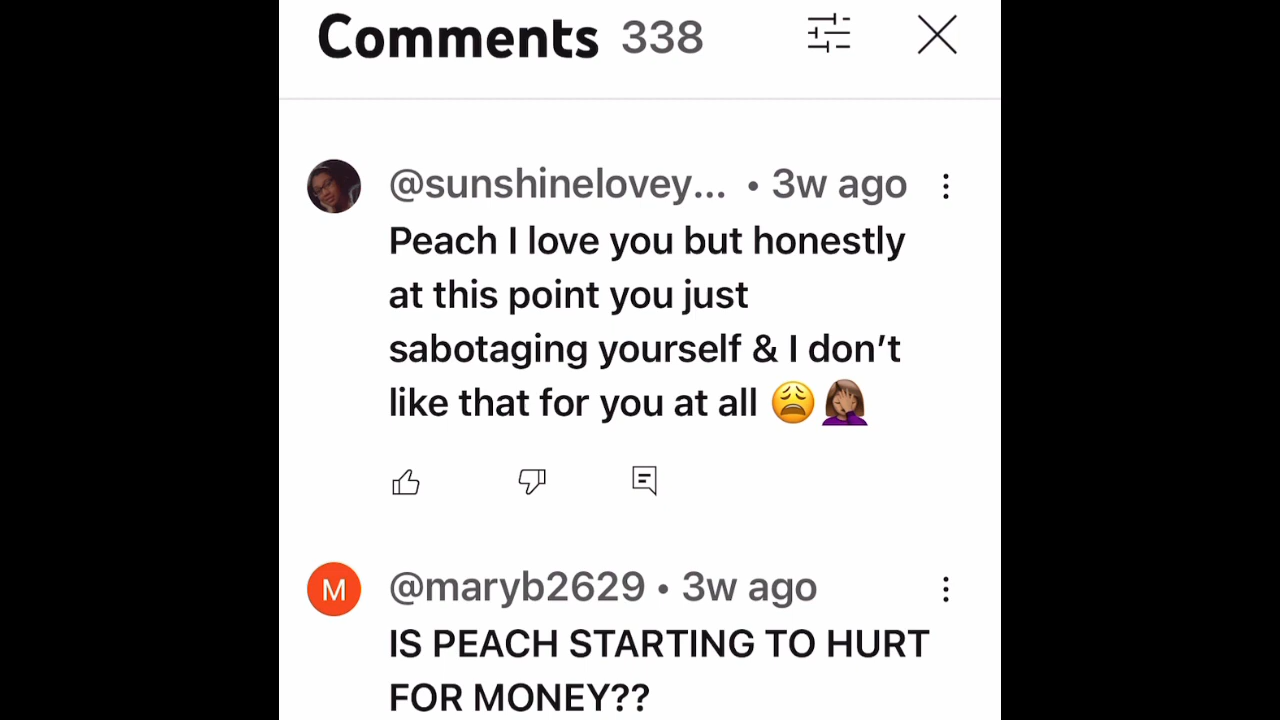 Comments 338
@sunshinelovey... • 3w ago
Peach I love you but honestly
at this point you just
sabotaging yourself & I don’t
like that for you at all 😩🤦🏽‍♀️
M @maryb2629 • 3w ago
IS PEACH STARTING TO HURT
FOR MONEY??